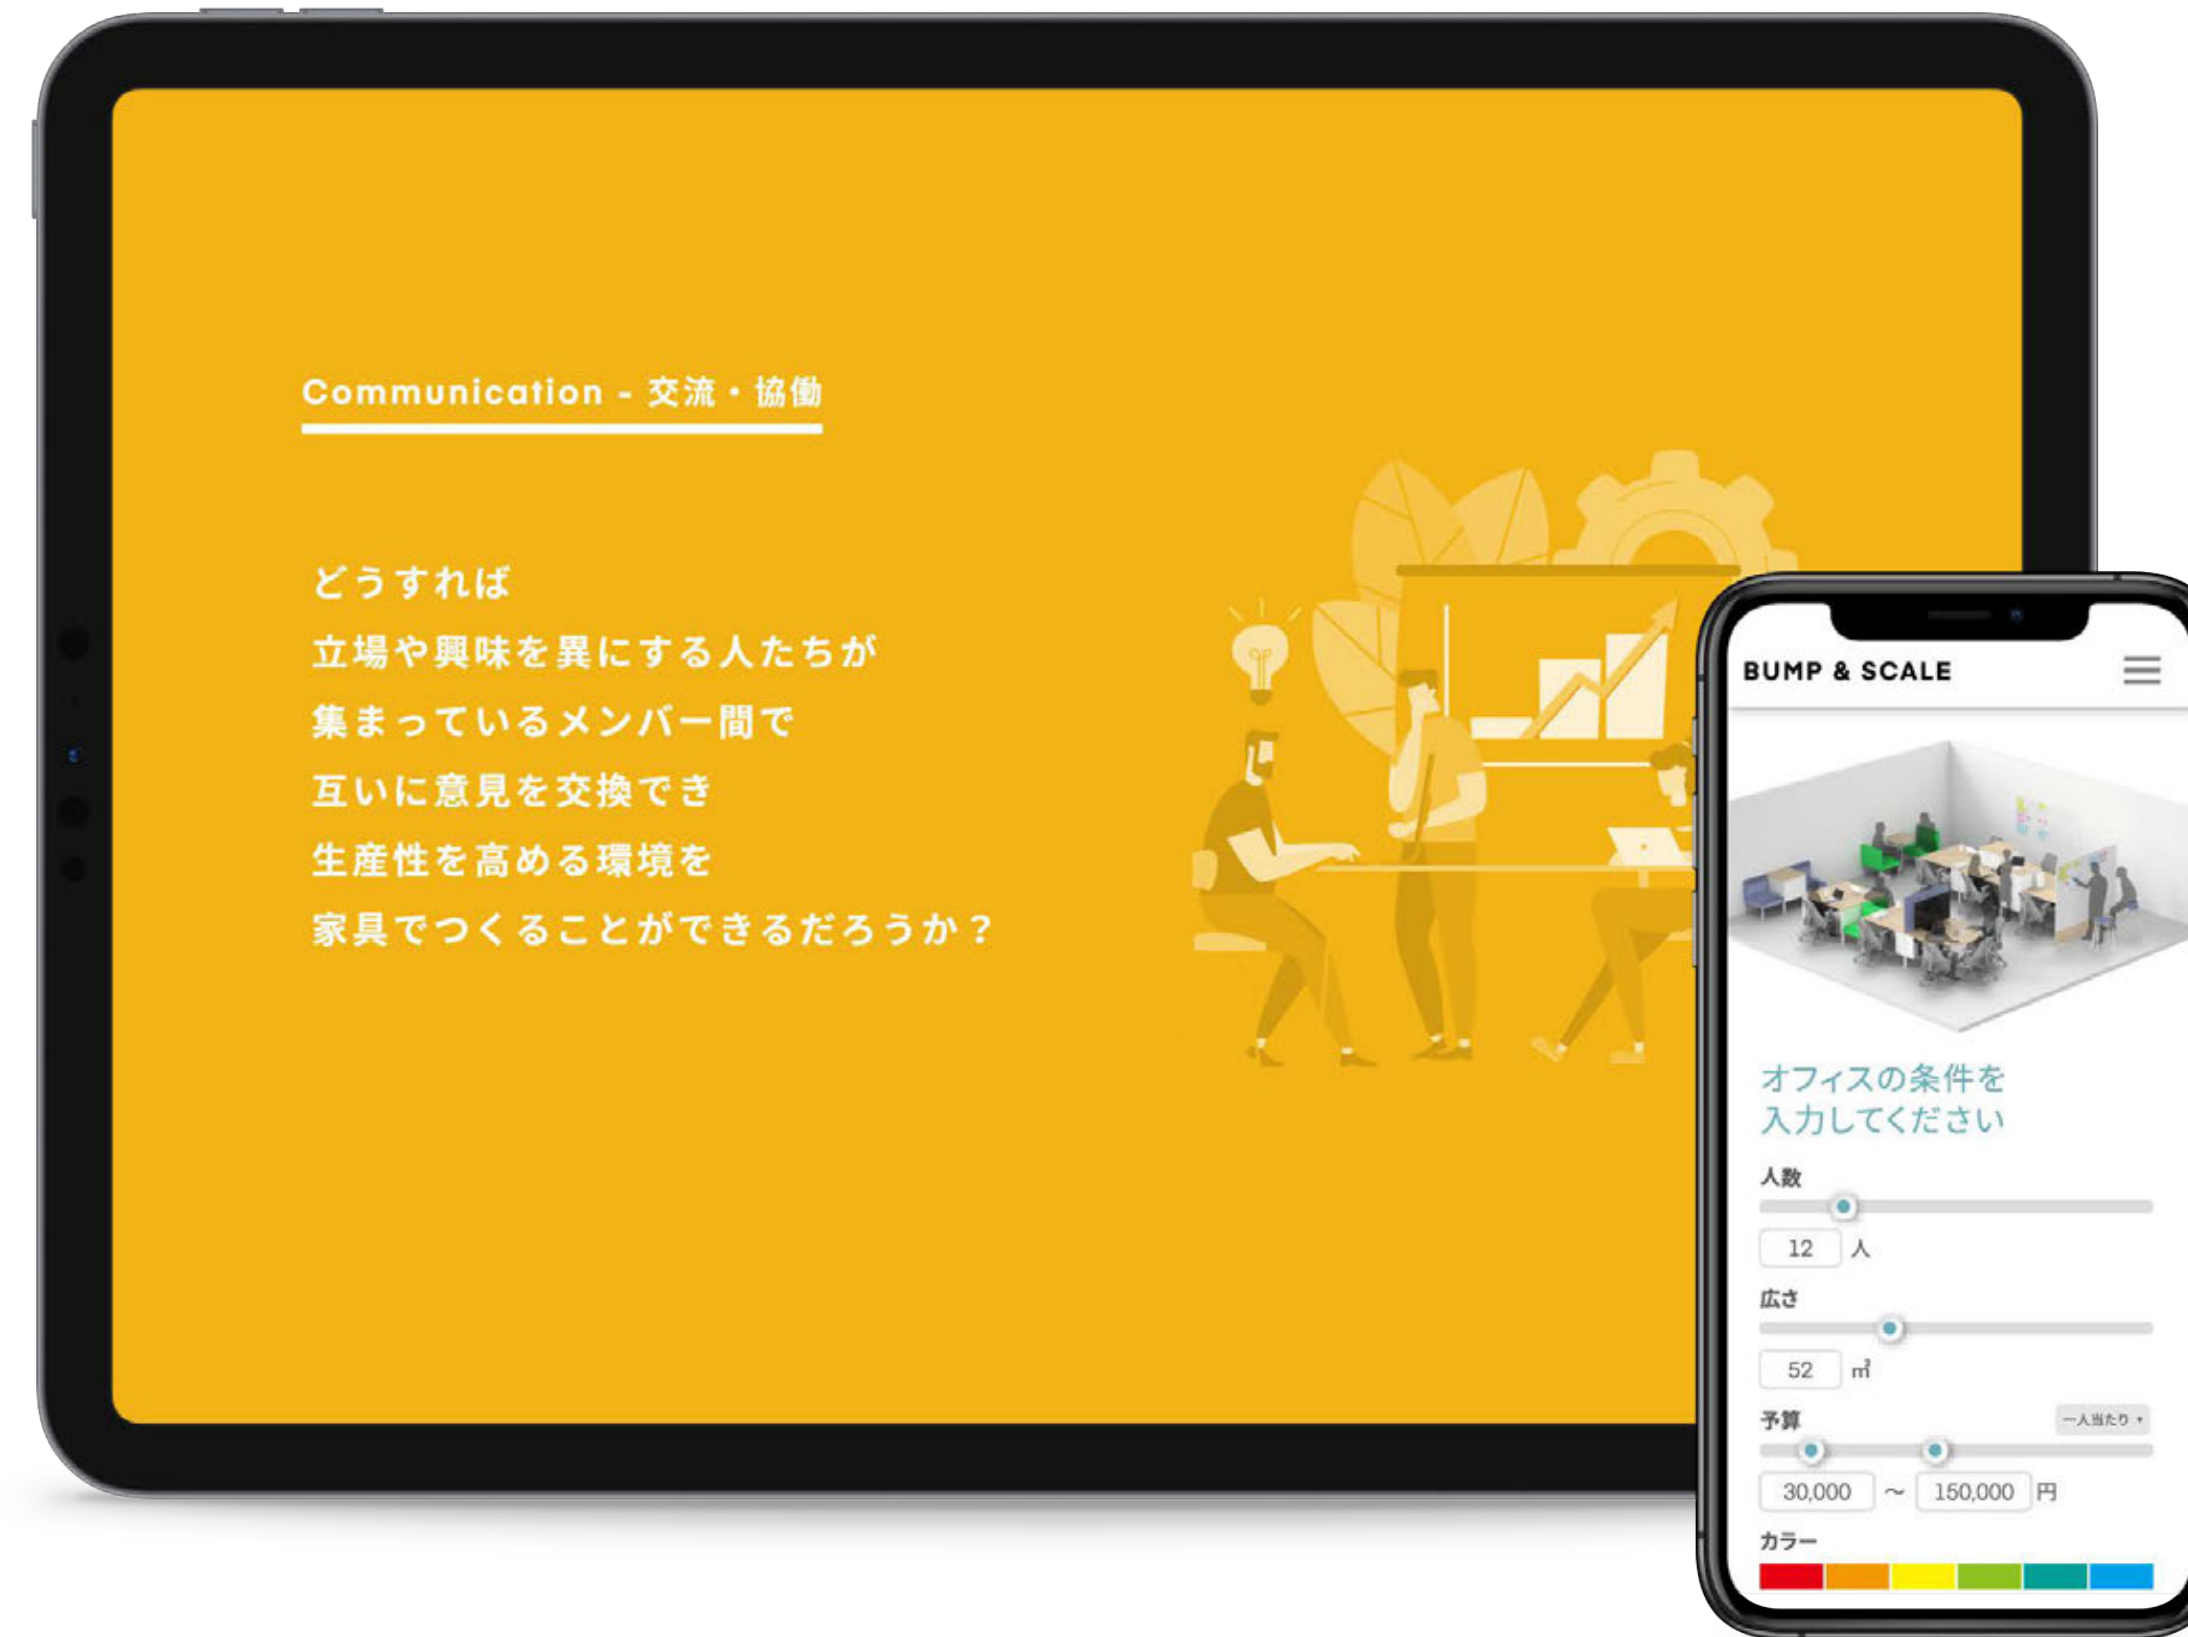 Communication - 交流・協働
どうすれば
立場や興味を異にする人たちが
集まっているメンバー間で
互いに意見を交換でき
生産性を高める環境を
家具でつくることができるだろうか？
BUMP & SCALE
オフィスの条件を
入力してください
人数
12 人
広さ
52 ㎡
予算 一人当たり ▾
30,000 〜 150,000 円
カラー